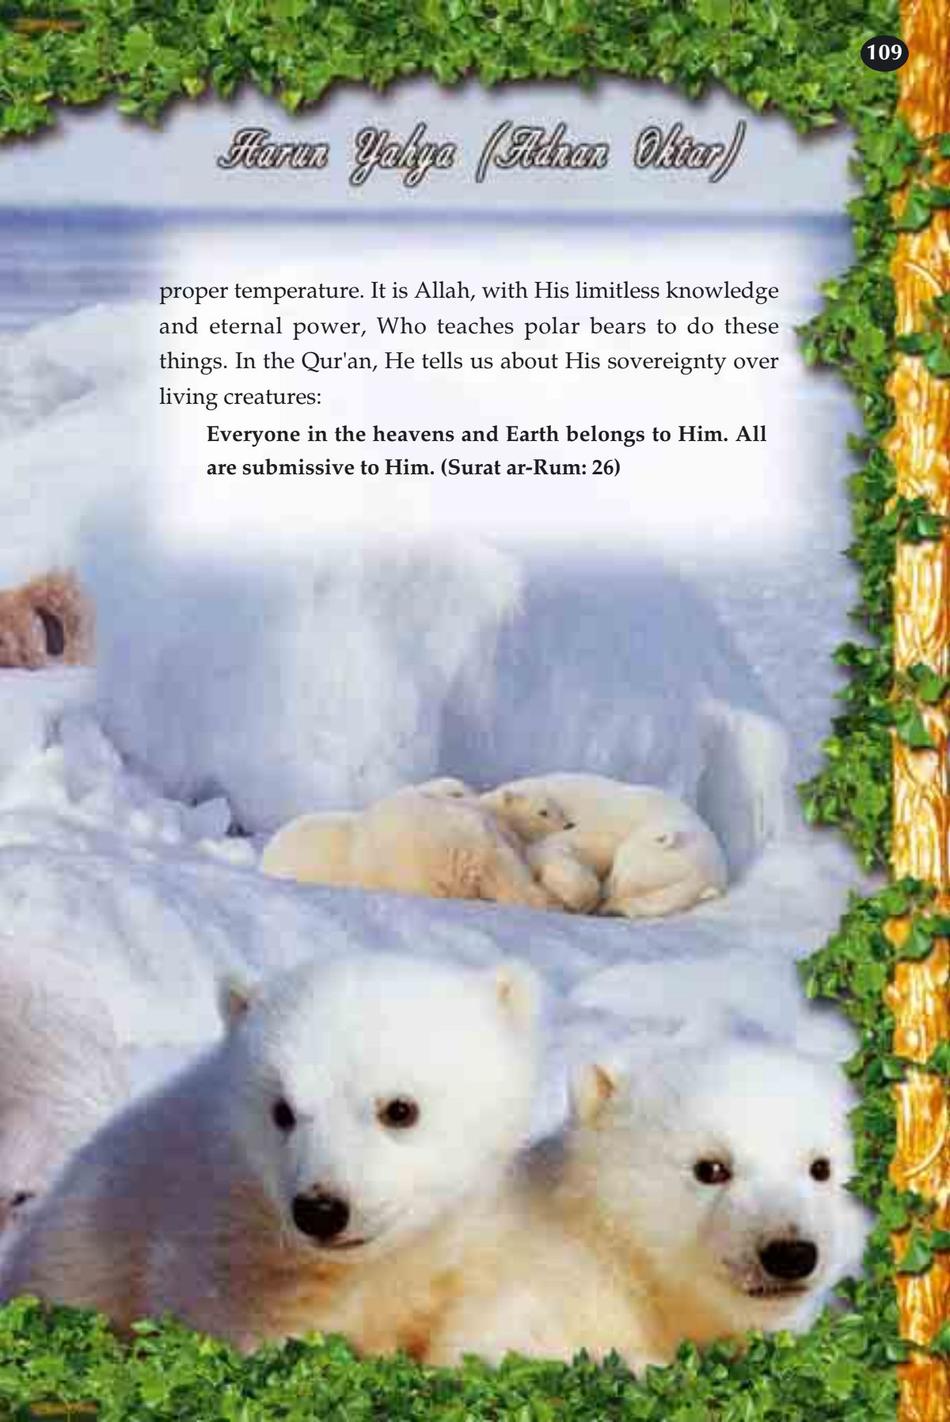 109
Harun Yahya (Adnan Oktar)
proper temperature. It is Allah, with His limitless knowledge
and eternal power, Who teaches polar bears to do these
things. In the Qur'an, He tells us about His sovereignty over
living creatures:
Everyone in the heavens and Earth belongs to Him. All
are submissive to Him. (Surat ar-Rum: 26)